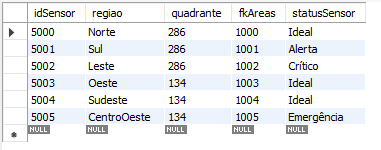 idSensor regiao quadrante fkAreas statusSensor
5000 Norte 286 1000 Ideal
5001 Sul 286 1001 Alerta
5002 Leste 286 1002 Crítico
5003 Oeste 134 1003 Ideal
5004 Sudeste 134 1004 Ideal
5005 CentroOeste 134 1005 Emergência
NULL NULL NULL NULL NULL